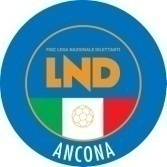 FIGC LEGA NAZIONALE DILETTANTI
LND
ANCONA